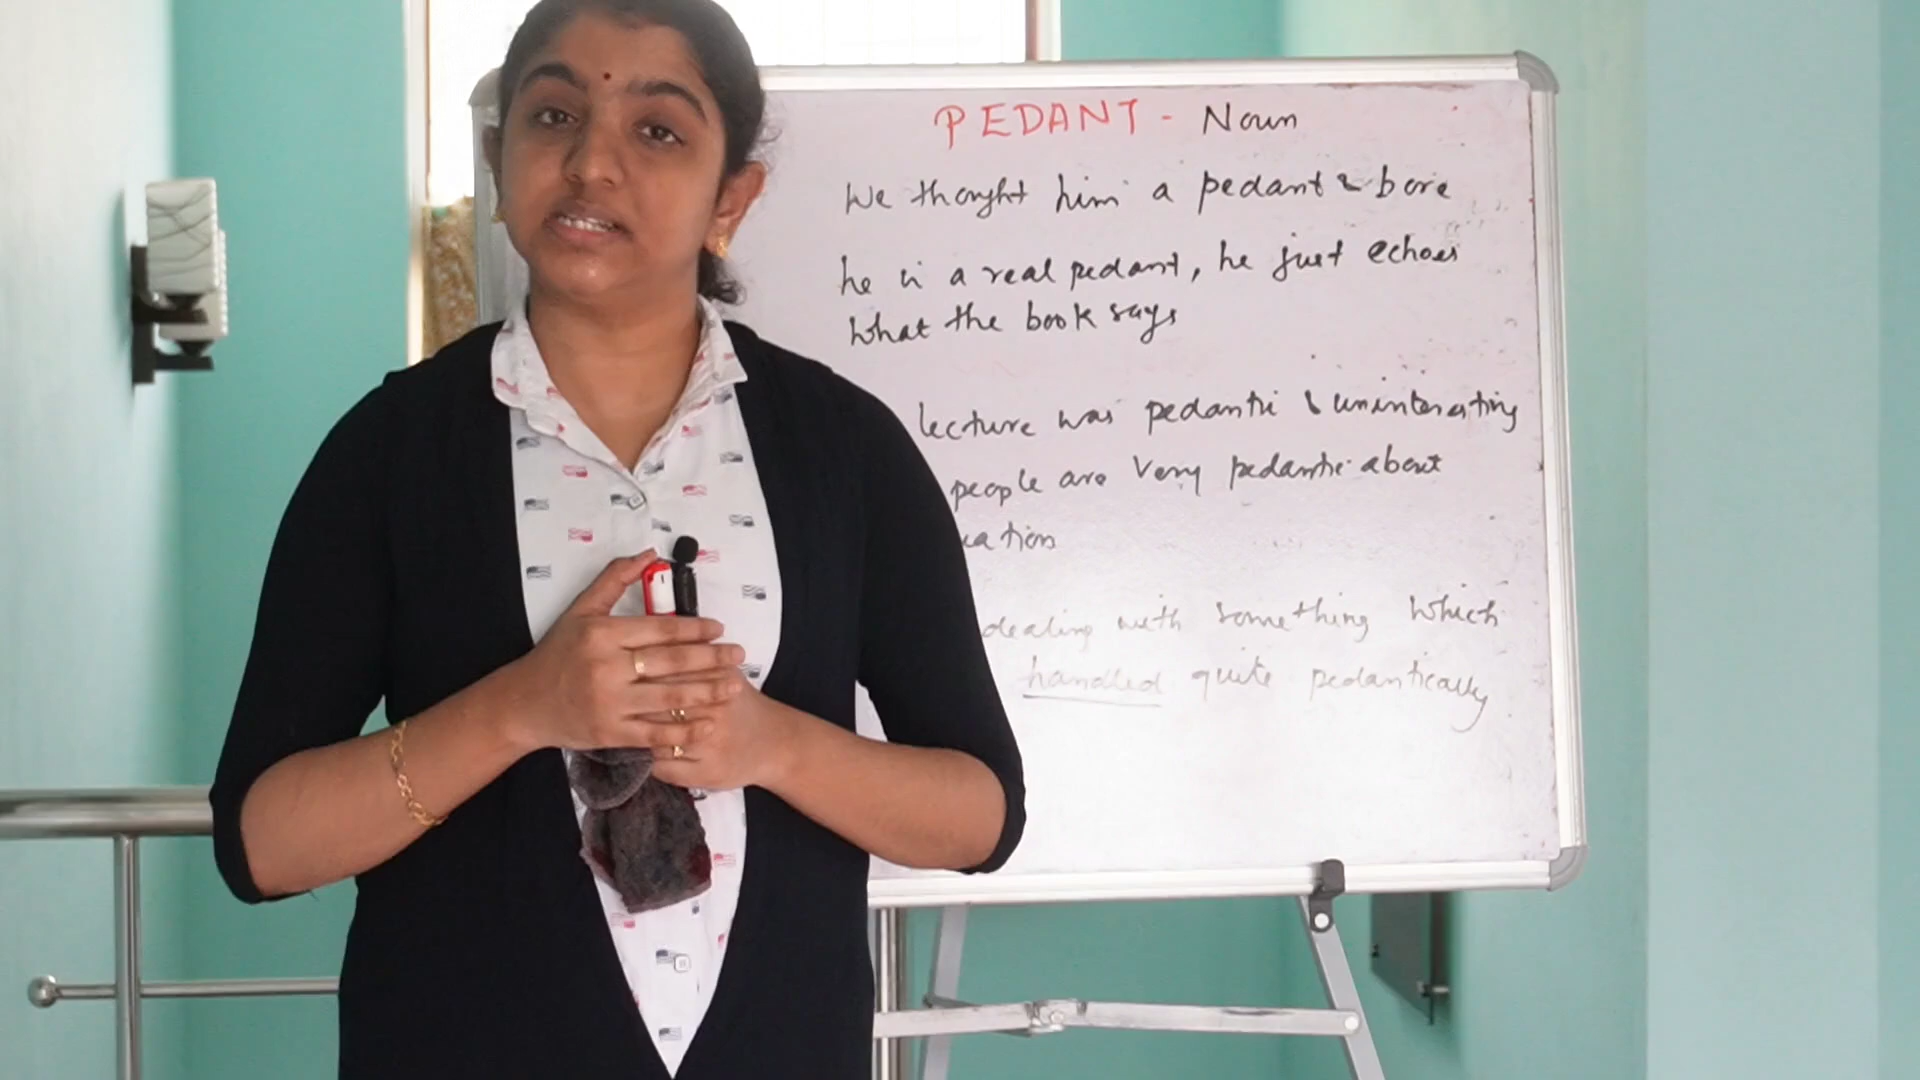 PEDANT - Noun
We thought him a pedant & bore
he is a real pedant, he just echoes
what the book says
lecture was pedantic & uninteresting
people are very pedantic about
dealing with something which
handled quite pedantically